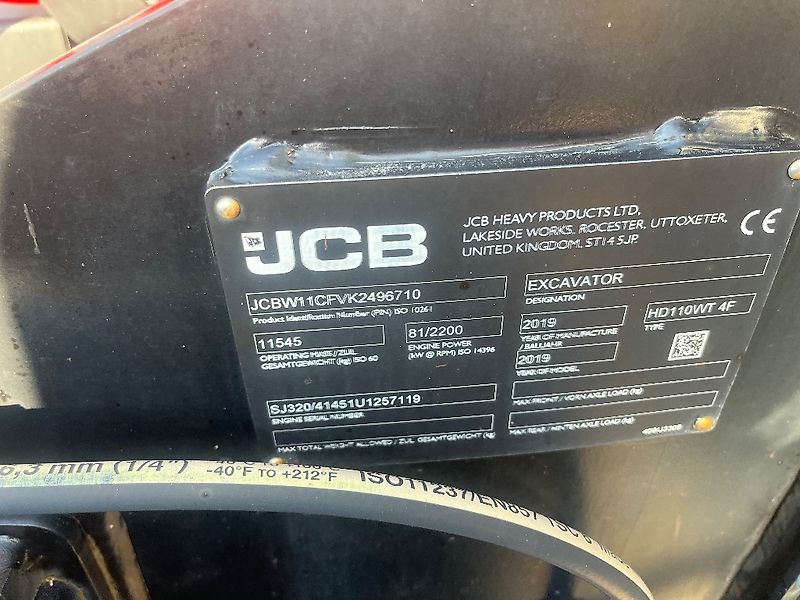 JCB
JCB HEAVY PRODUCTS LTD,
LAKESIDE WORKS, ROCESTER, UTTOXETER,
UNITED KINGDOM, ST14 5JP.
CE
JCBW11CFVK2496710
Product Identification Number (PIN) ISO 10261
EXCAVATOR
DESIGNATION
11545
OPERATING MASS / ZUL.
GESAMTGEWICHT (kg) ISO 60
81/2200
ENGINE POWER
(kW @ RPM) ISO 14396
2019
YEAR OF MANUFACTURE
/ BAUJAHR
2019
YEAR OF MODEL
HD110WT 4F
TYPE
SJ320/41451U1257119
ENGINE SERIAL NUMBER
MAX TOTAL WEIGHT ALLOWED / ZUL. GESAMTGEWICHT (kg)
MAX FRONT / VORN AXLE LOAD (kg)
MAX REAR / HINTEN AXLE LOAD (kg)
6,3 mm (1/4")
-40°F TO +212°F
ISO11237/EN857 1SC